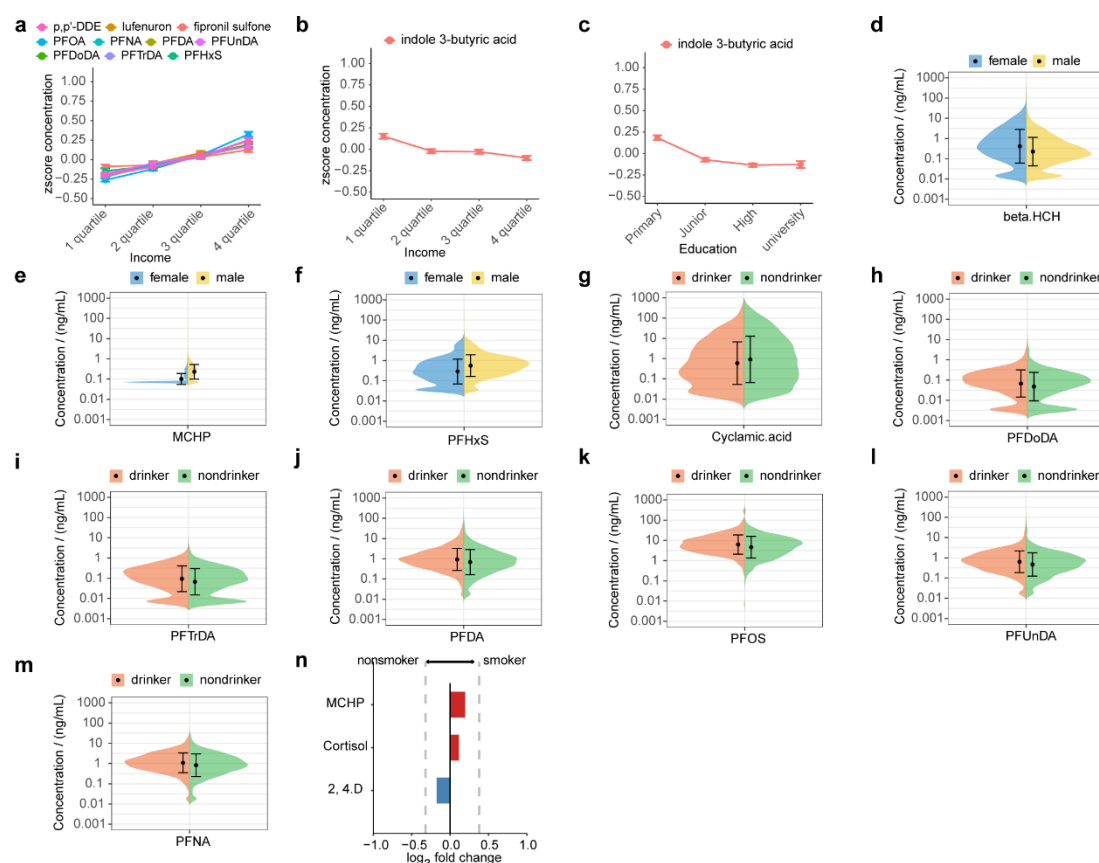 a
p,p'-DDE lufenuron fipronil sulfone
PFOA PFNA PFDA PFUnDA
PFDoDA PFTrDA PFHxS
zscore concentration
1.00
0.75
0.50
0.25
0.00
−0.25
−0.50
1 quartile
2 quartile
3 quartile
4 quartile
Income
b
indole 3-butyric acid
zscore concentration
1.00
0.75
0.50
0.25
0.00
−0.25
−0.50
1 quartile
2 quartile
3 quartile
4 quartile
Income
c
indole 3-butyric acid
zscore concentration
1.00
0.75
0.50
0.25
0.00
−0.25
−0.50
Primary
Junior
High
university
Education
d
female male
Concentration / (ng/mL)
1000
100
10
1
0.1
0.01
0.001
beta.HCH
e
female male
Concentration / (ng/mL)
1000
100
10
1
0.1
0.01
0.001
MCHP
f
female male
Concentration / (ng/mL)
1000
100
10
1
0.1
0.01
0.001
PFHxS
g
drinker nondrinker
Concentration / (ng/mL)
1000
100
10
1
0.1
0.01
0.001
Cyclamic.acid
h
drinker nondrinker
Concentration / (ng/mL)
1000
100
10
1
0.1
0.01
0.001
PFDoDA
i
drinker nondrinker
Concentration / (ng/mL)
1000
100
10
1
0.1
0.01
0.001
PFTrDA
j
drinker nondrinker
Concentration / (ng/mL)
1000
100
10
1
0.1
0.01
0.001
PFDA
k
drinker nondrinker
Concentration / (ng/mL)
1000
100
10
1
0.1
0.01
0.001
PFOS
l
drinker nondrinker
Concentration / (ng/mL)
1000
100
10
1
0.1
0.01
0.001
PFUnDA
m
drinker nondrinker
Concentration / (ng/mL)
1000
100
10
1
0.1
0.01
0.001
PFNA
n
nonsmoker smoker
MCHP
Cortisol
2, 4.D
−1.0 −0.5 0.0 0.5 1.0
log2 fold change